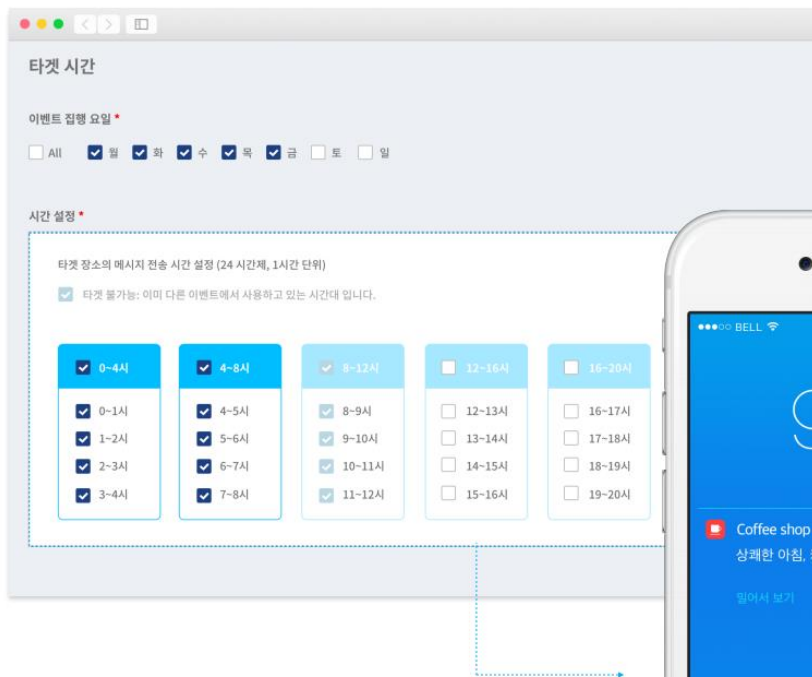 타겟 시간
이벤트 집행 요일 *
All 월 화 수 목 금 토 일
시간 설정 *
타겟 장소의 메시지 전송 시간 설정 (24 시간제, 1시간 단위)
타겟 불가능: 이미 다른 이벤트에서 사용하고 있는 시간대 입니다.
0~4시 4~8시 8~12시 12~16시 16~20시
0~1시 4~5시 8~9시 12~13시 16~17시
1~2시 5~6시 9~10시 13~14시 17~18시
2~3시 6~7시 10~11시 14~15시 18~19시
3~4시 7~8시 11~12시 15~16시 19~20시
BELL
Coffee shop
상쾌한 아침,
밀어서 보기